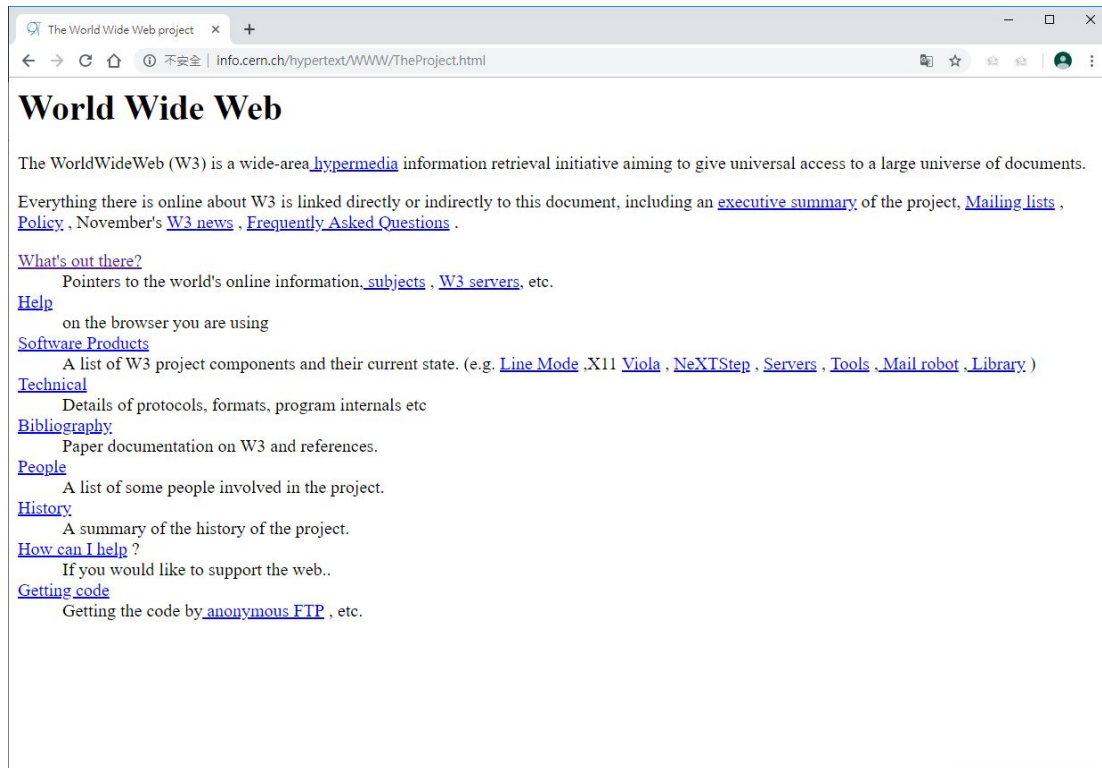 The World Wide Web project
不安全 | info.cern.ch/hypertext/WWW/TheProject.html
World Wide Web
The WorldWideWeb (W3) is a wide-area hypermedia information retrieval initiative aiming to give universal access to a large universe of documents.
Everything there is online about W3 is linked directly or indirectly to this document, including an executive summary of the project, Mailing lists ,
Policy , November's W3 news , Frequently Asked Questions .
What's out there?
Pointers to the world's online information, subjects , W3 servers, etc.
Help
on the browser you are using
Software Products
A list of W3 project components and their current state. (e.g. Line Mode ,X11 Viola , NeXTStep , Servers , Tools , Mail robot , Library )
Technical
Details of protocols, formats, program internals etc
Bibliography
Paper documentation on W3 and references.
People
A list of some people involved in the project.
History
A summary of the history of the project.
How can I help ?
If you would like to support the web..
Getting code
Getting the code by anonymous FTP , etc.